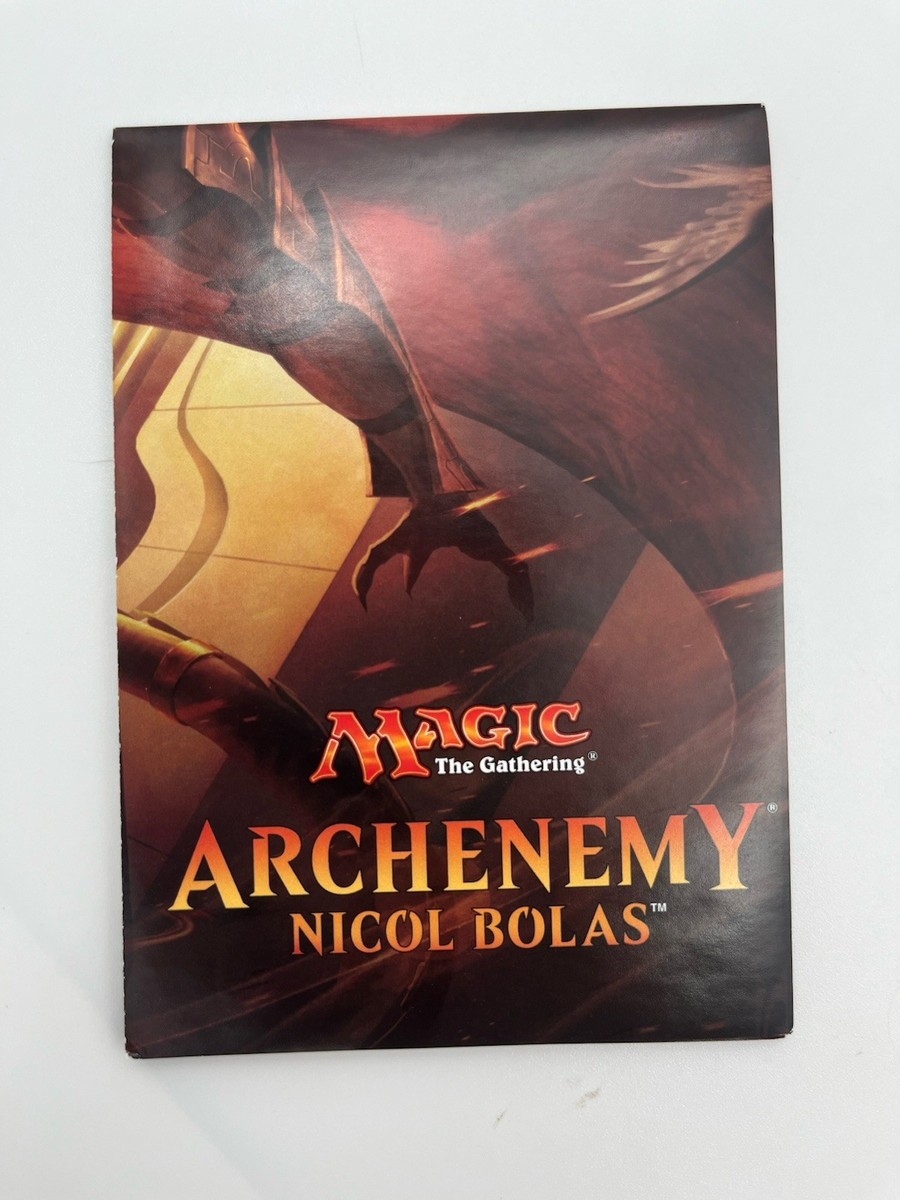 MAGIC
The Gathering®
ARCHENEMY®
NICOL BOLAS™